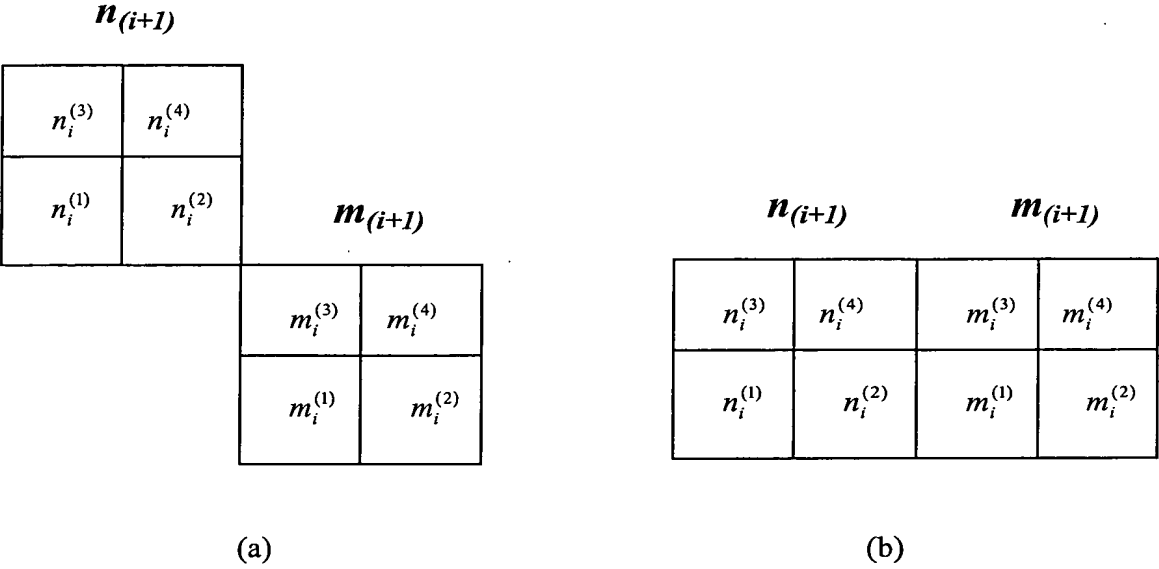 n(i+1)
n_i^(3) n_i^(4)
n_i^(1) n_i^(2)
m(i+1)
m_i^(3) m_i^(4)
m_i^(1) m_i^(2)
(a)
n(i+1) m(i+1)
n_i^(3) n_i^(4) m_i^(3) m_i^(4)
n_i^(1) n_i^(2) m_i^(1) m_i^(2)
(b)